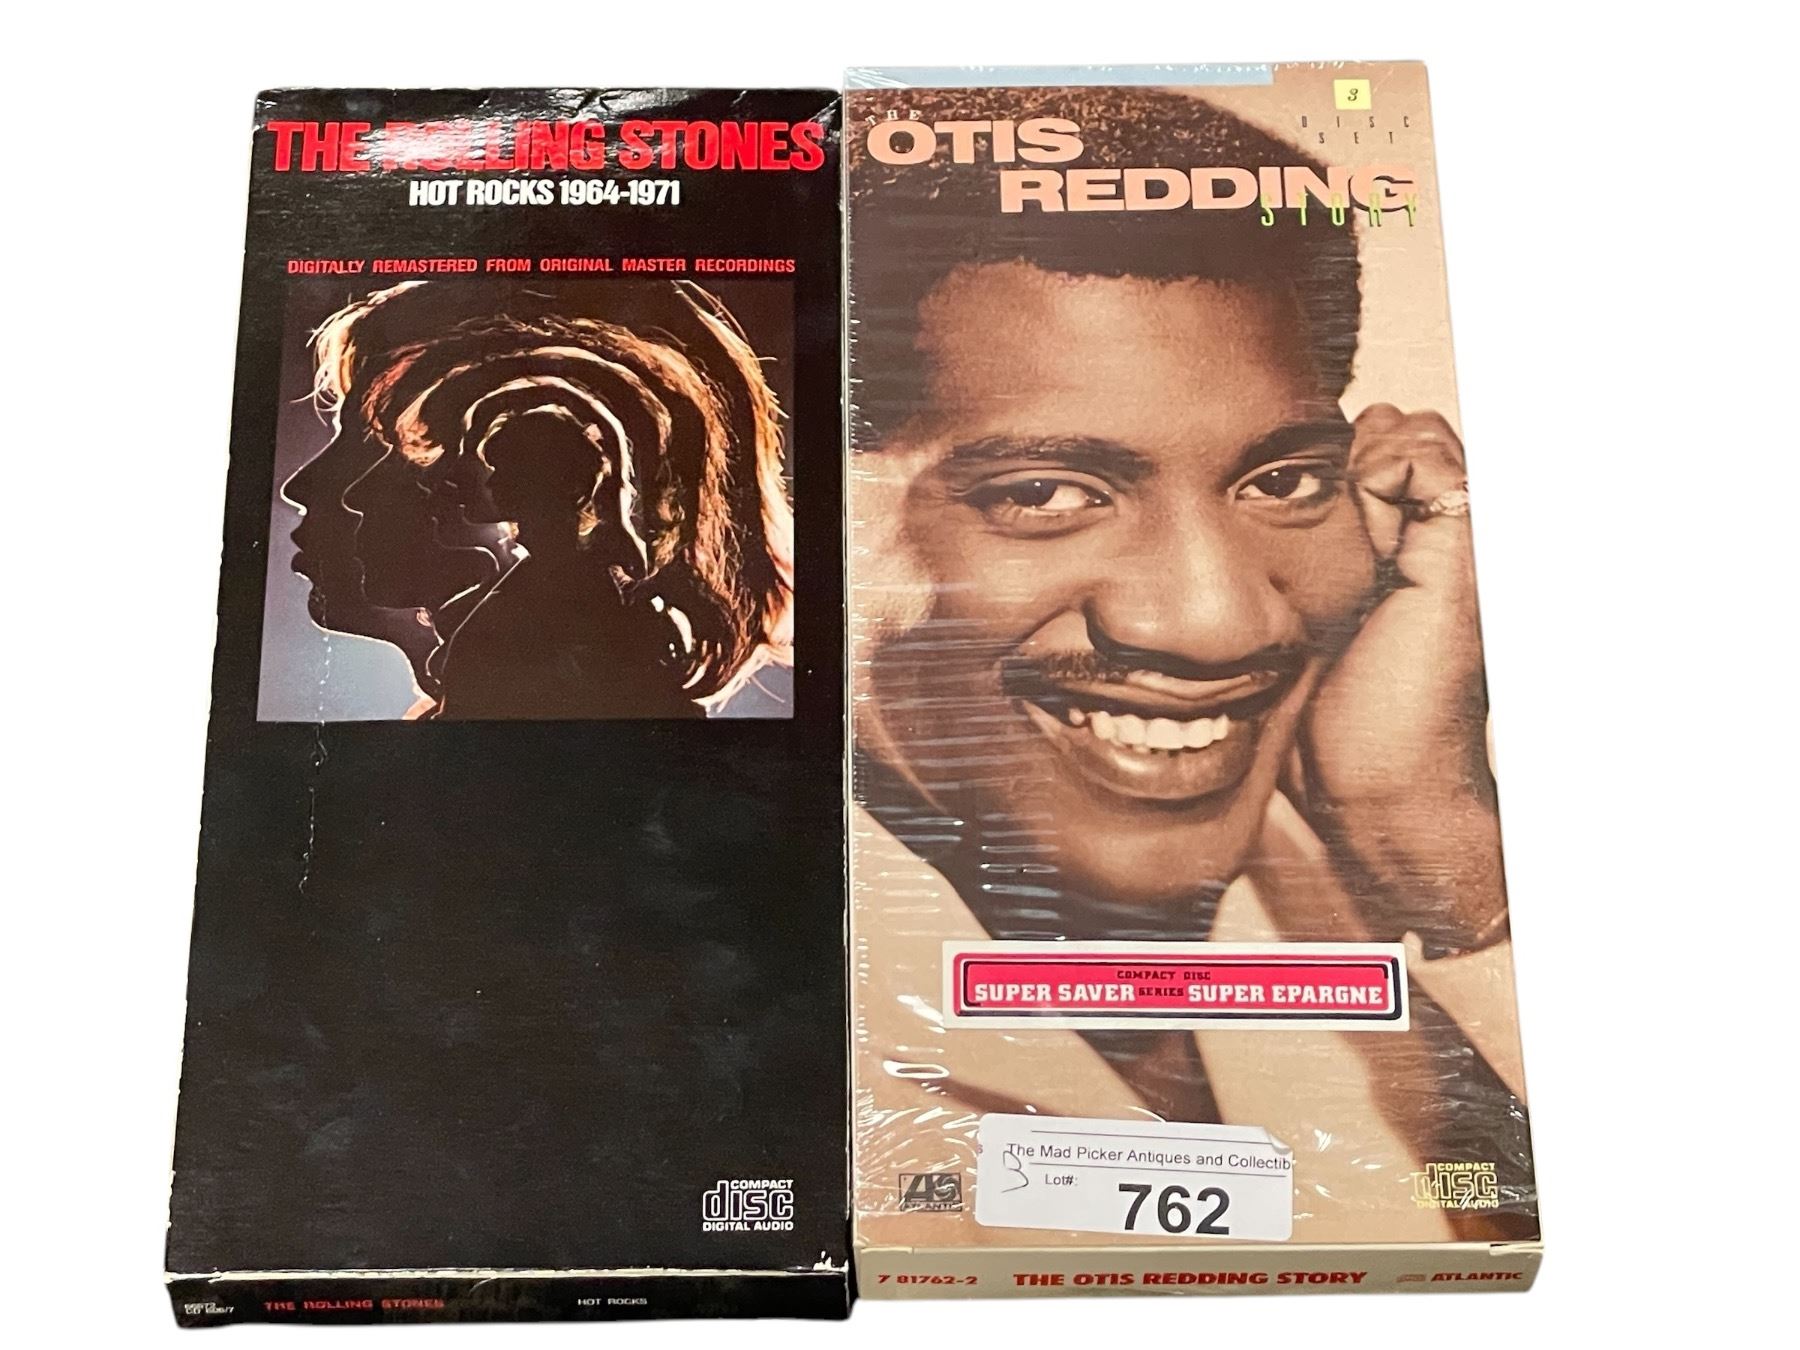 THE ROLLING STONES
HOT ROCKS 1964-1971
DIGITALLY REMASTERED FROM ORIGINAL MASTER RECORDINGS
COMPACT
disc
DIGITAL AUDIO
THE ROLLING STONES
HOT ROCKS
3
DISC
SET
THE
OTIS
REDDING
STORY
COMPACT DISC
SUPER SAVER SERIES SUPER EPARGNE
The Mad Picker Antiques and Collectib
Lot#:
762
ATLANTIC
COMPACT
disc
DIGITAL AUDIO
7 81762-2
THE OTIS REDDING STORY
ATLANTIC